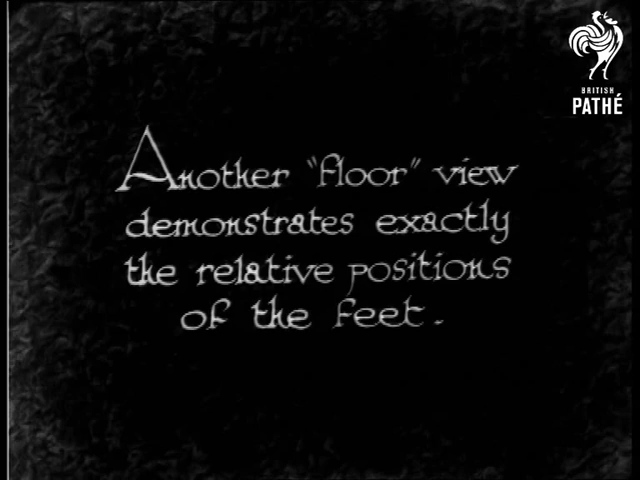 BRITISH
PATHÉ
Another "floor" view
demonstrates exactly
the relative positions
of the feet.